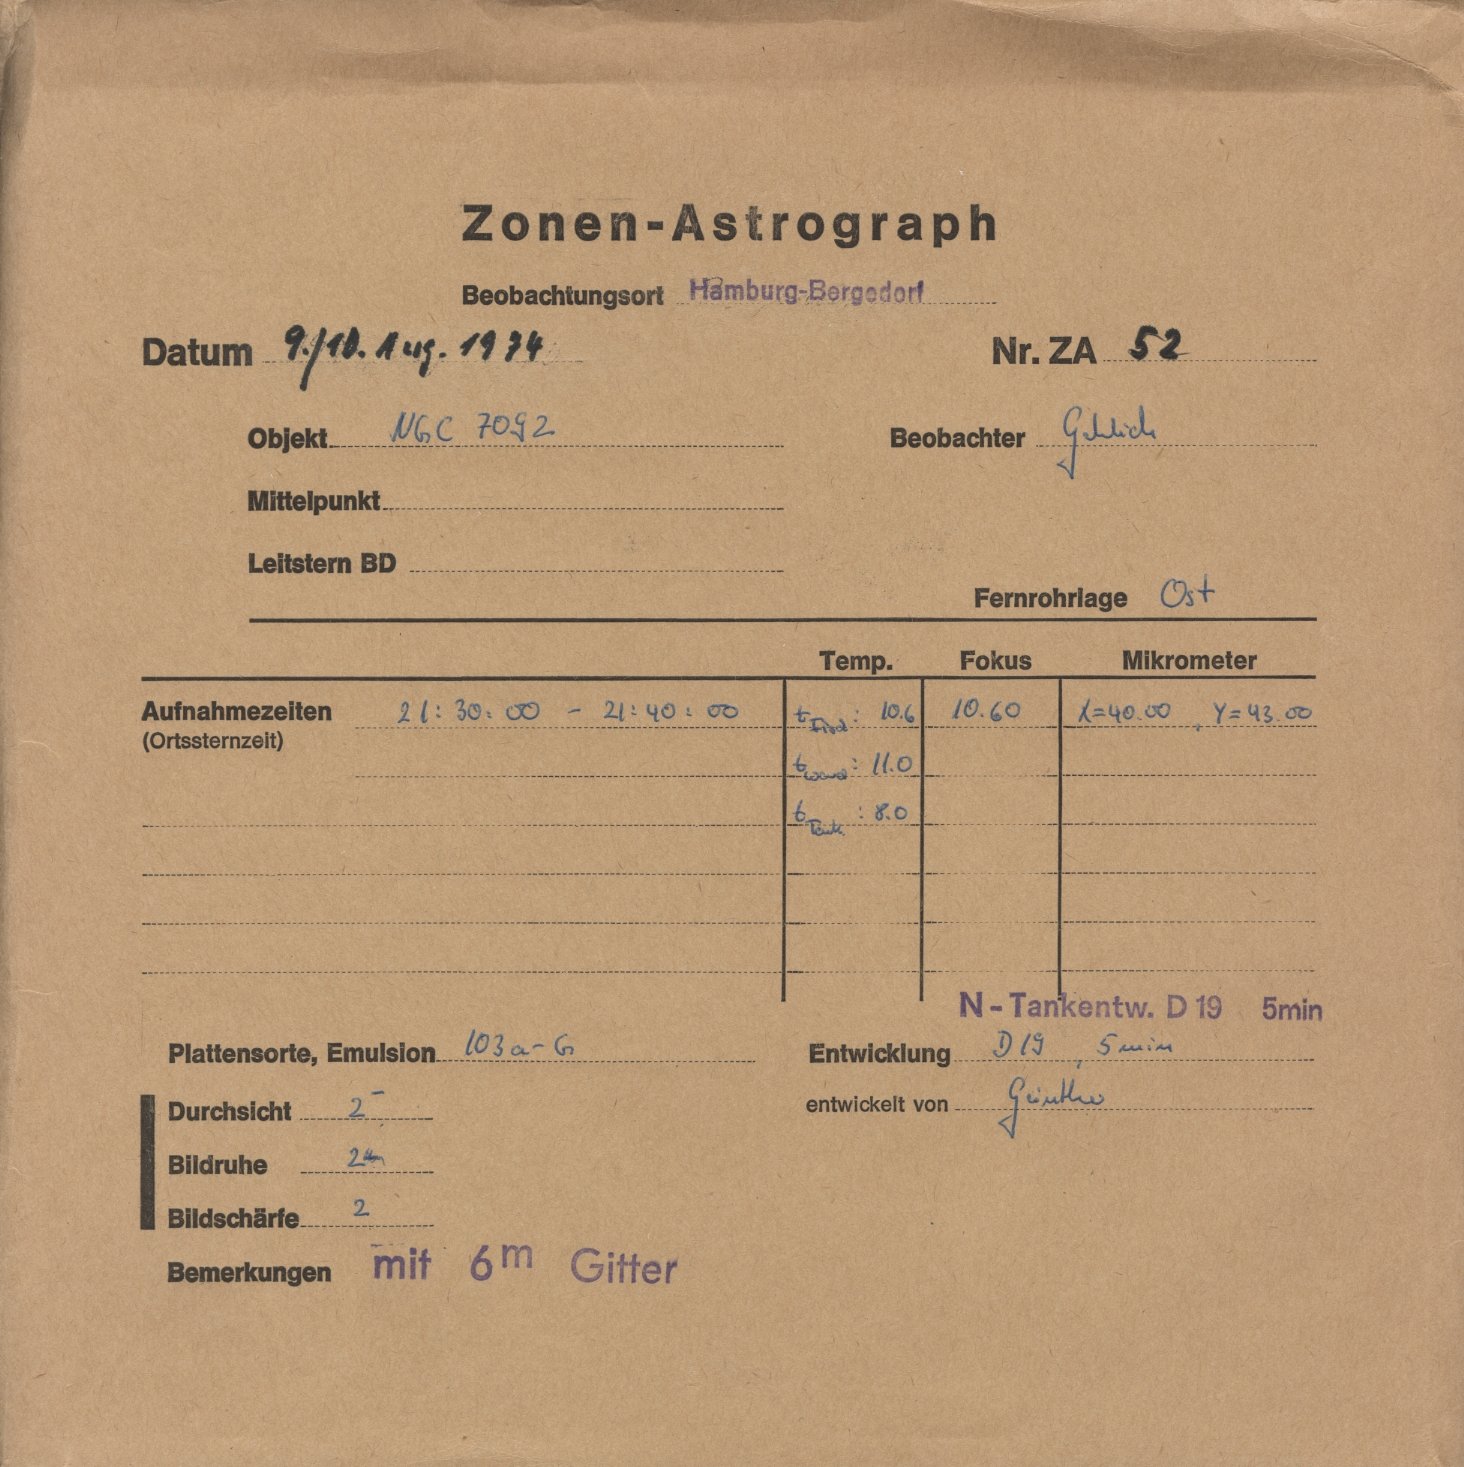 Zonen-Astrograph
Beobachtungsort Hamburg-Bergedorf
Datum 9./10. Aug. 1974 Nr. ZA 52
Objekt NGC 7092 Beobachter
Mittelpunkt
Leitstern BD
Fernrohrlage Ost
Temp. Fokus Mikrometer
Aufnahmezeiten 21:30:00 - 21:40:00 t : 10.6 10.60 X=40.00, Y=43.00
(Ortssternzeit)
t Wand : 11.0
t Tank : 8.0
N-Tankentw. D 19 5min
Plattensorte, Emulsion 103a-G Entwicklung D 19, 5 min
Durchsicht 2- entwickelt von
Bildruhe 2
Bildschärfe 2
Bemerkungen mit 6m Gitter